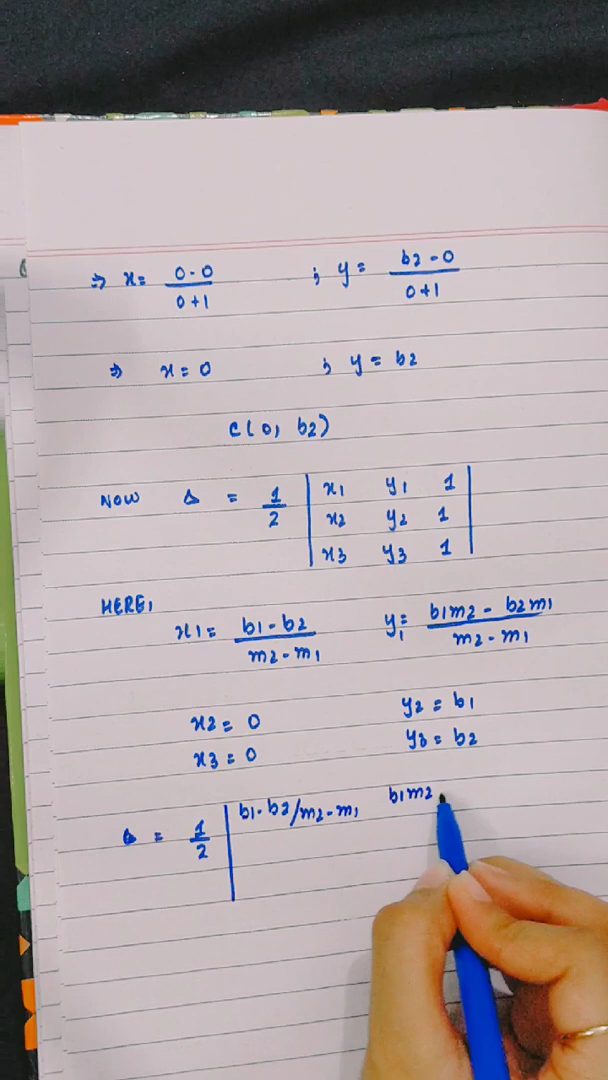 ⇒ x = 0-0/0+1 ; y = b2-0/0+1
⇒ x = 0 ; y = b2
C(0, b2)
NOW Δ = 1/2 | x1 y1 1 |
| x2 y2 1 |
| x3 y3 1 |
HERE,
x1 = b1-b2/m2-m1 y1 = b1m2-b2m1/m2-m1
x2 = 0 y2 = b1
x3 = 0 y3 = b2
Δ = 1/2 | b1-b2/m2-m1 b1m2